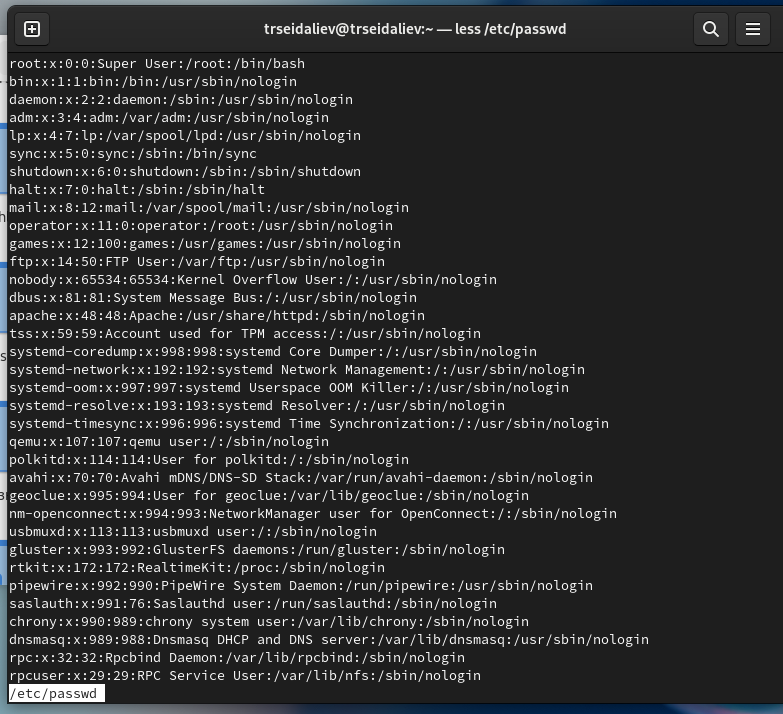 trseidaliev@trseidaliev:~ — less /etc/passwd
root:x:0:0:Super User:/root:/bin/bash
bin:x:1:1:bin:/bin:/usr/sbin/nologin
daemon:x:2:2:daemon:/sbin:/usr/sbin/nologin
adm:x:3:4:adm:/var/adm:/usr/sbin/nologin
lp:x:4:7:lp:/var/spool/lpd:/usr/sbin/nologin
sync:x:5:0:sync:/sbin:/bin/sync
shutdown:x:6:0:shutdown:/sbin:/sbin/shutdown
halt:x:7:0:halt:/sbin:/sbin/halt
mail:x:8:12:mail:/var/spool/mail:/usr/sbin/nologin
operator:x:11:0:operator:/root:/usr/sbin/nologin
games:x:12:100:games:/usr/games:/usr/sbin/nologin
ftp:x:14:50:FTP User:/var/ftp:/usr/sbin/nologin
nobody:x:65534:65534:Kernel Overflow User:/:/usr/sbin/nologin
dbus:x:81:81:System Message Bus:/:/usr/sbin/nologin
apache:x:48:48:Apache:/usr/share/httpd:/sbin/nologin
tss:x:59:59:Account used for TPM access:/:/usr/sbin/nologin
systemd-coredump:x:998:998:systemd Core Dumper:/:/usr/sbin/nologin
systemd-network:x:192:192:systemd Network Management:/:/usr/sbin/nologin
systemd-oom:x:997:997:systemd Userspace OOM Killer:/:/usr/sbin/nologin
systemd-resolve:x:193:193:systemd Resolver:/:/usr/sbin/nologin
systemd-timesync:x:996:996:systemd Time Synchronization:/:/usr/sbin/nologin
qemu:x:107:107:qemu user:/:/sbin/nologin
polkitd:x:114:114:User for polkitd:/:/sbin/nologin
avahi:x:70:70:Avahi mDNS/DNS-SD Stack:/var/run/avahi-daemon:/sbin/nologin
geoclue:x:995:994:User for geoclue:/var/lib/geoclue:/sbin/nologin
nm-openconnect:x:994:993:NetworkManager user for OpenConnect:/:/sbin/nologin
usbmuxd:x:113:113:usbmuxd user:/:/sbin/nologin
gluster:x:993:992:GlusterFS daemons:/run/gluster:/sbin/nologin
rtkit:x:172:172:RealtimeKit:/proc:/sbin/nologin
pipewire:x:992:990:PipeWire System Daemon:/run/pipewire:/usr/sbin/nologin
saslauth:x:991:76:Saslauthd user:/run/saslauthd:/sbin/nologin
chrony:x:990:989:chrony system user:/var/lib/chrony:/sbin/nologin
dnsmasq:x:989:988:Dnsmasq DHCP and DNS server:/var/lib/dnsmasq:/usr/sbin/nologin
rpc:x:32:32:Rpcbind Daemon:/var/lib/rpcbind:/sbin/nologin
rpcuser:x:29:29:RPC Service User:/var/lib/nfs:/sbin/nologin
/etc/passwd